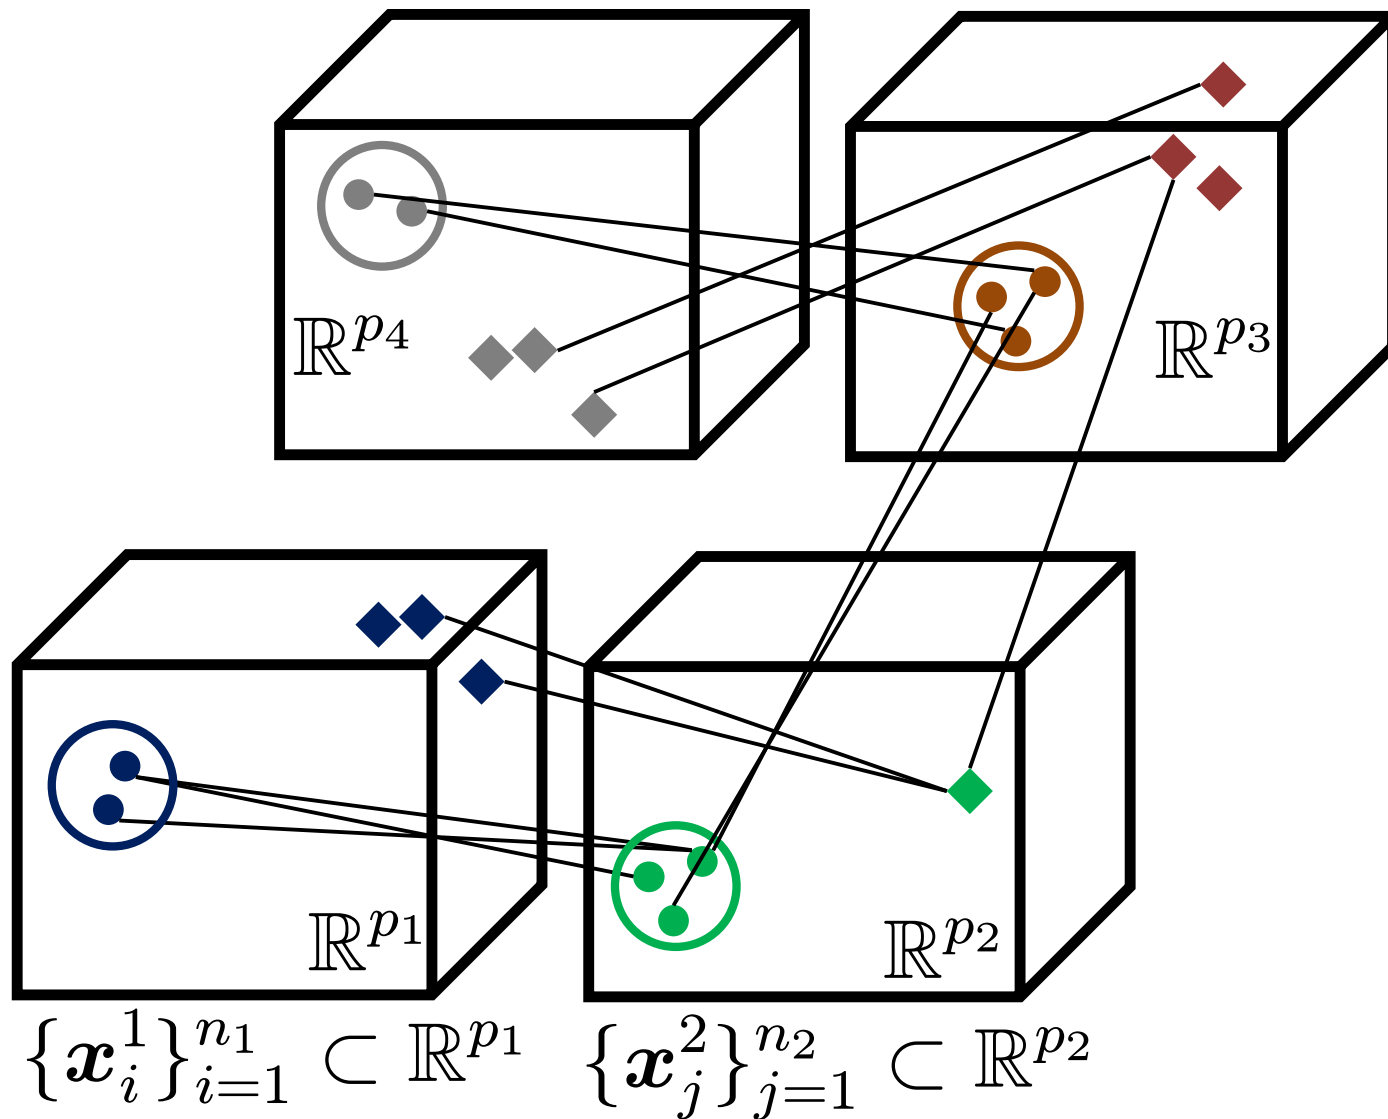 ℝ^{p_4}
ℝ^{p_3}
ℝ^{p_1}
ℝ^{p_2}
{𝒙_i^1}_{i=1}^{n_1} ⊂ ℝ^{p_1}
{𝒙_j^2}_{j=1}^{n_2} ⊂ ℝ^{p_2}